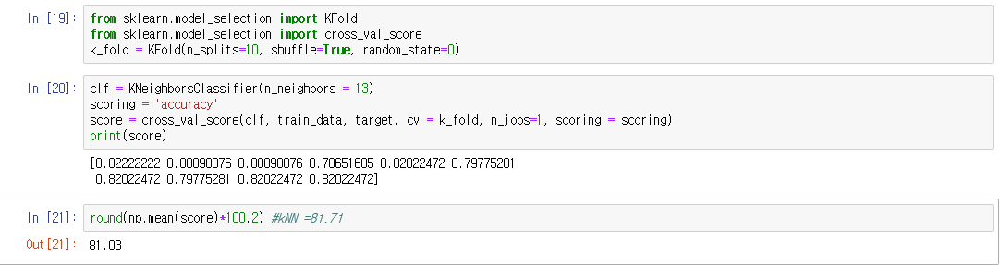 In [19]: from sklearn.model_selection import KFold
from sklearn.model_selection import cross_val_score
k_fold = KFold(n_splits=10, shuffle=True, random_state=0)
In [20]: clf = KNeighborsClassifier(n_neighbors = 13)
scoring = 'accuracy'
score = cross_val_score(clf, train_data, target, cv = k_fold, n_jobs=1, scoring = scoring)
print(score)
[0.82222222 0.80898876 0.80898876 0.78651685 0.82022472 0.79775281
0.82022472 0.79775281 0.82022472 0.82022472]
In [21]: round(np.mean(score)*100,2) #kNN =81.71
Out[21]: 81.03